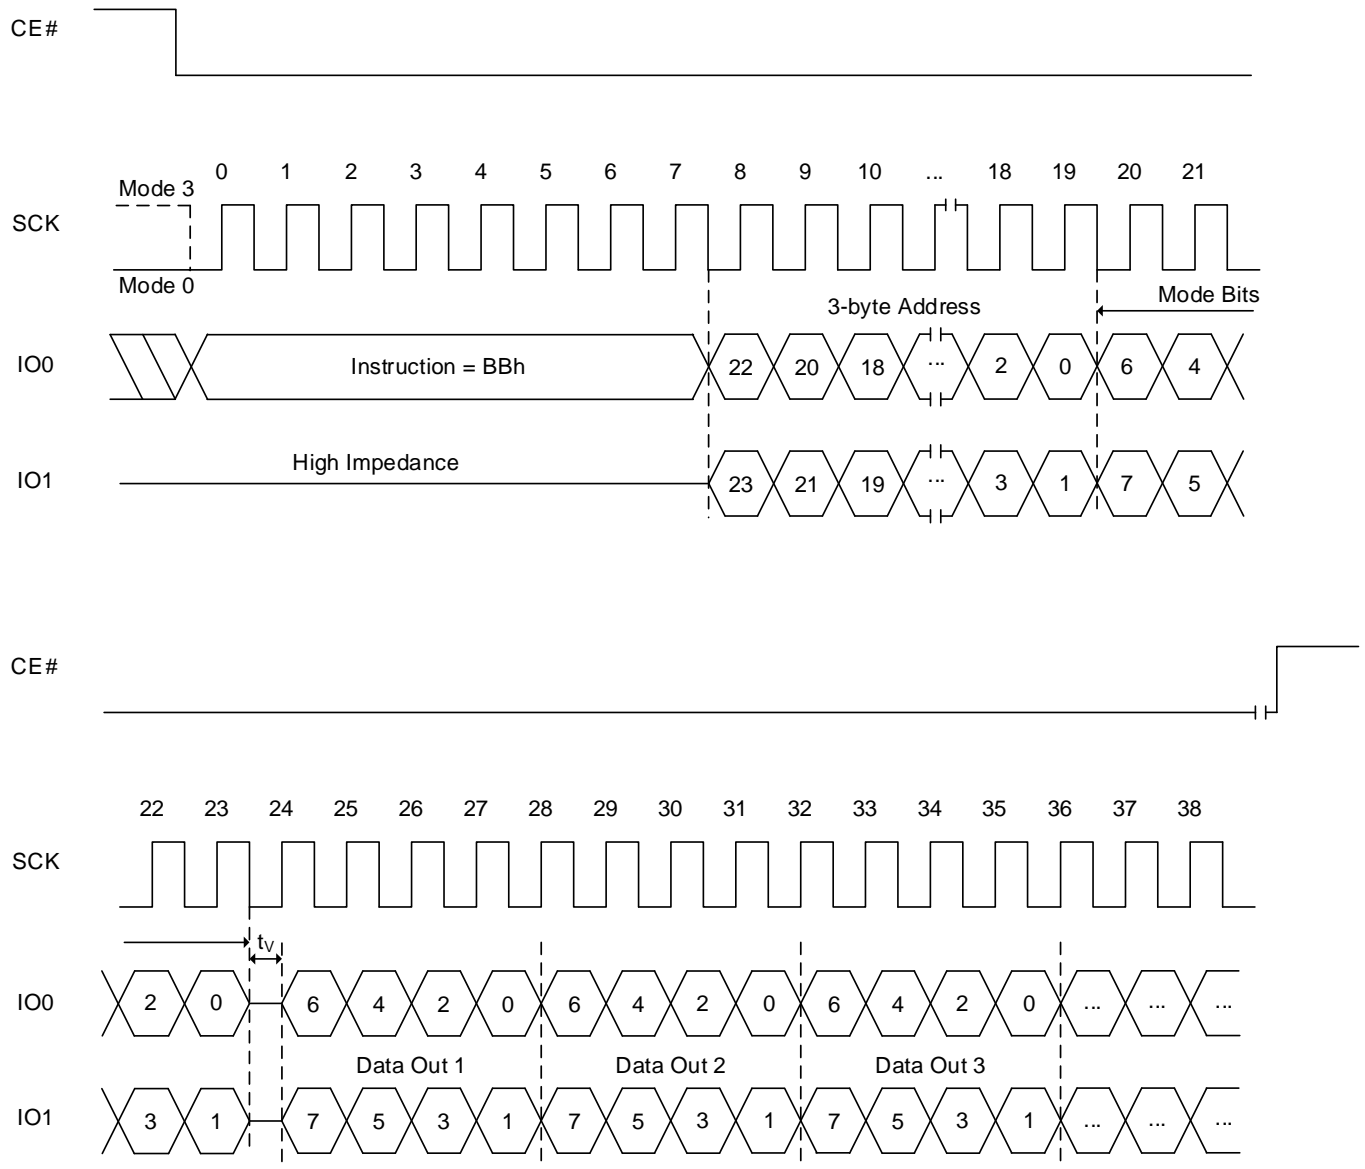 CE#
0 1 2 3 4 5 6 7 8 9 10 ... 18 19 20 21
Mode 3
SCK
Mode 0
3-byte Address
Mode Bits
IO0
Instruction = BBh
22 20 18 ... 2 0 6 4
High Impedance
IO1
23 21 19 ... 3 1 7 5
CE#
22 23 24 25 26 27 28 29 30 31 32 33 34 35 36 37 38
SCK
tV
IO0
2 0 6 4 2 0 6 4 2 0 6 4 2 0 ... ... ...
Data Out 1 Data Out 2 Data Out 3
IO1
3 1 7 5 3 1 7 5 3 1 7 5 3 1 ... ... ...